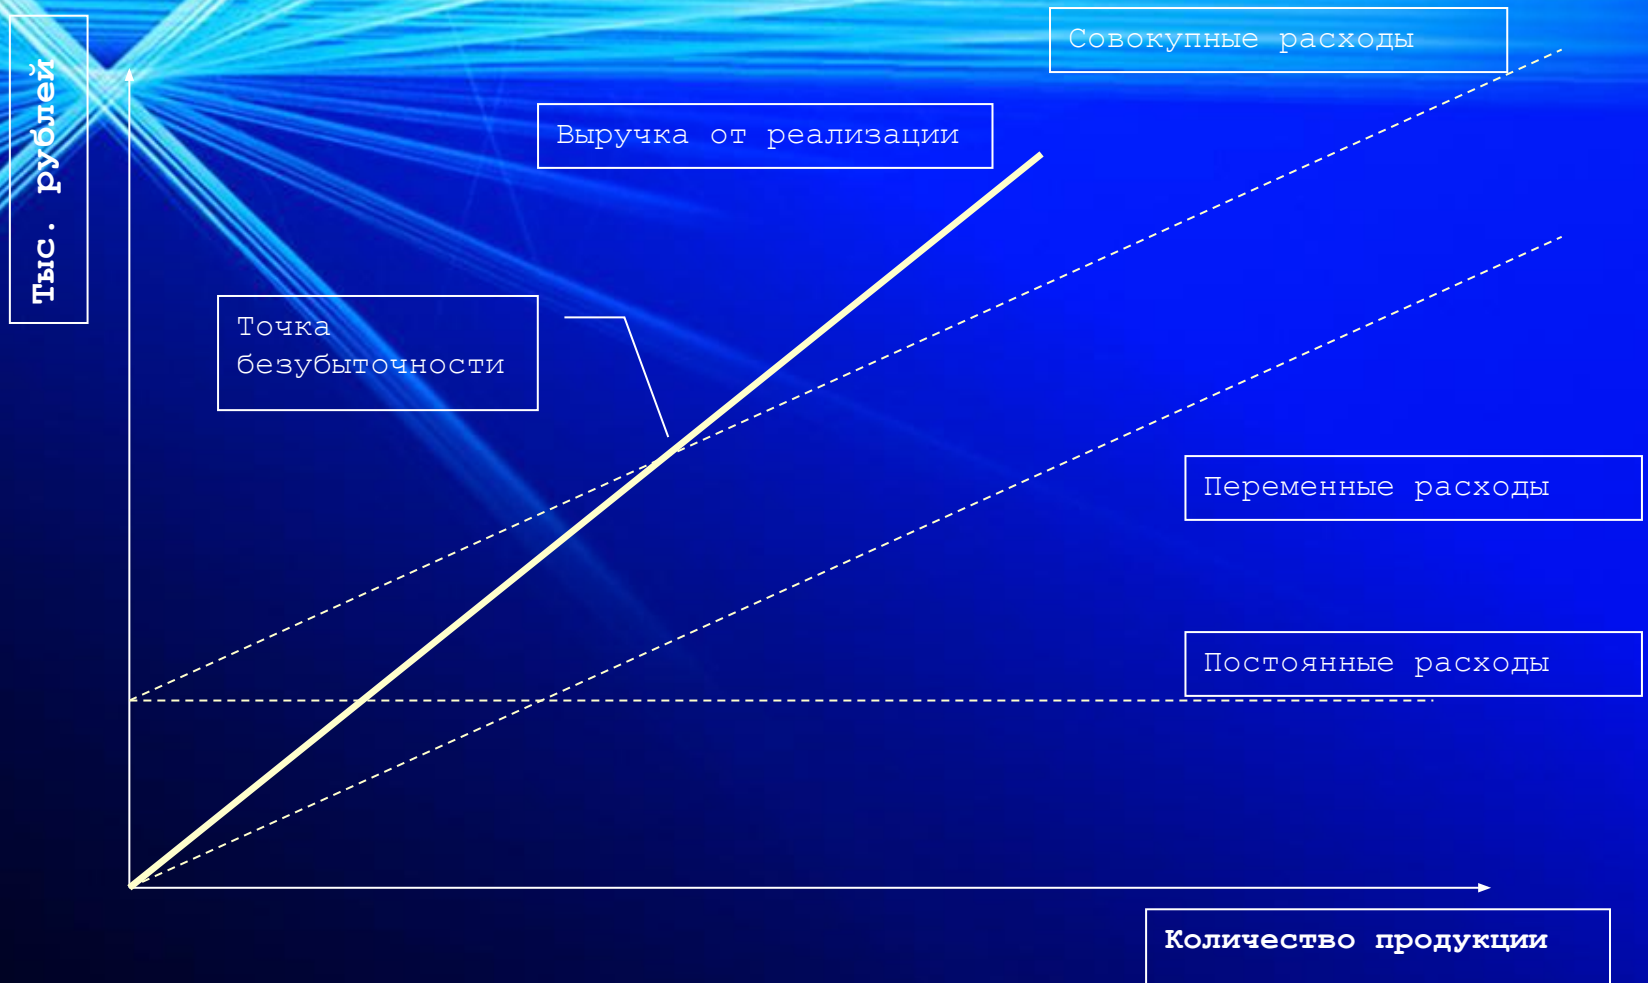 Тыс. рублей
Совокупные расходы
Выручка от реализации
Точка
безубыточности
Переменные расходы
Постоянные расходы
Количество продукции